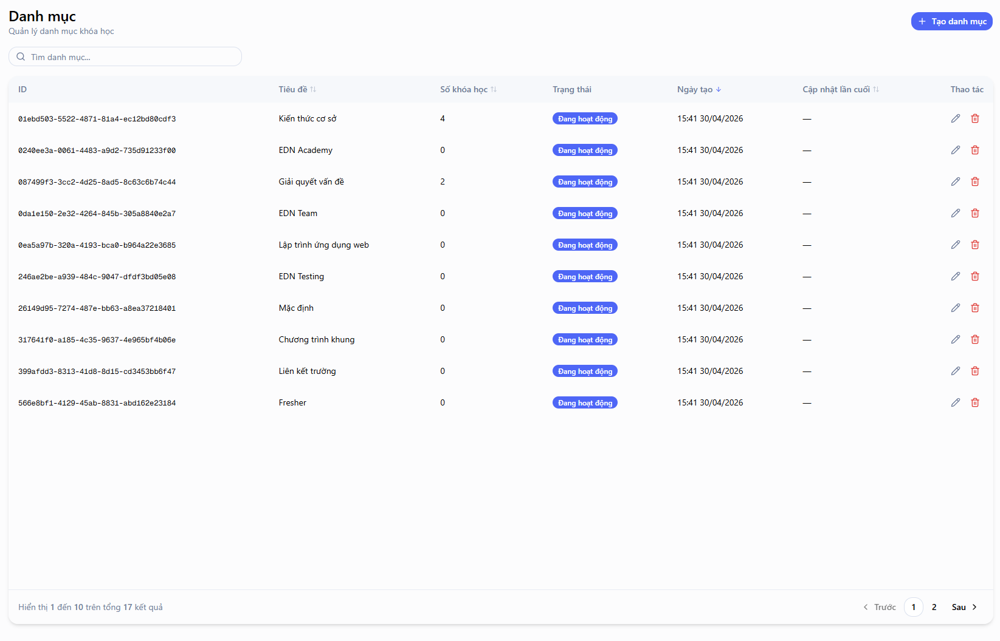 Danh mục
Quản lý danh mục khóa học
Tạo danh mục
Tìm danh mục...
ID Tiêu đề Số khóa học Trạng thái Ngày tạo Cập nhật lần cuối Thao tác
01ebd503-5522-4871-81a4-ec12bd80cdf3 Kiến thức cơ sở 4 Đang hoạt động 15:41 30/04/2026 —
0240ee3a-0061-4483-a9d2-735d91233f00 EDN Academy 0 Đang hoạt động 15:41 30/04/2026 —
087499f3-3cc2-4d25-8ad5-8c63c6b74c44 Giải quyết vấn đề 2 Đang hoạt động 15:41 30/04/2026 —
0da1e150-2e32-4264-845b-305a8840e2a7 EDN Team 0 Đang hoạt động 15:41 30/04/2026 —
0ea5a97b-320a-4193-bca0-b964a22e3685 Lập trình ứng dụng web 0 Đang hoạt động 15:41 30/04/2026 —
246ae2be-a939-484c-9047-dfdf3bd05e08 EDN Testing 0 Đang hoạt động 15:41 30/04/2026 —
26149d95-7274-487e-bb63-a8ea37218401 Mặc định 0 Đang hoạt động 15:41 30/04/2026 —
317641f0-a185-4c35-9637-4e965bf4b06e Chương trình khung 0 Đang hoạt động 15:41 30/04/2026 —
399afdd3-8313-41d8-8d15-cd3453bb6f47 Liên kết trường 0 Đang hoạt động 15:41 30/04/2026 —
566e8bf1-4129-45ab-8831-abd162e23184 Fresher 0 Đang hoạt động 15:41 30/04/2026 —
Hiển thị 1 đến 10 trên tổng 17 kết quả Trước 1 2 Sau